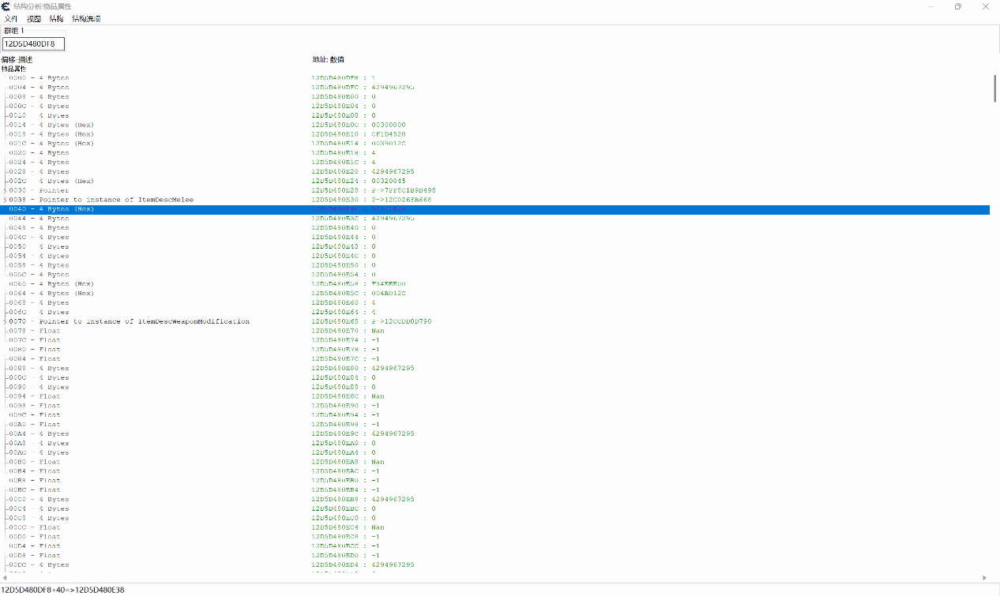 结构分析:物品属性
文件 视图 结构 结构选项
群组 1
12D5D480DF8
偏移-描述 地址: 数值
物品属性
0000 - 4 Bytes 12D5D480DF8 : 1
0004 - 4 Bytes 12D5D480DFC : 4294967295
0008 - 4 Bytes 12D5D480E00 : 0
000C - 4 Bytes 12D5D480E04 : 0
0010 - 4 Bytes 12D5D480E08 : 0
0014 - 4 Bytes (Hex) 12D5D480E0C : 00300000
0018 - 4 Bytes (Hex) 12D5D480E10 : CF1D4520
001C - 4 Bytes (Hex) 12D5D480E14 : 0039012C
0020 - 4 Bytes 12D5D480E18 : 4
0024 - 4 Bytes 12D5D480E1C : 4
0028 - 4 Bytes 12D5D480E20 : 4294967295
002C - 4 Bytes (Hex) 12D5D480E24 : 00320045
0030 - Pointer 12D5D480E28 : P->7FF8C1B9B498
0038 - Pointer to instance of ItemDescMelee 12D5D480E30 : P->12C026FA668
0040 - 4 Bytes (Hex)
0044 - 4 Bytes 12D5D480E3C : 4294967295
0048 - 4 Bytes 12D5D480E40 : 0
004C - 4 Bytes 12D5D480E44 : 0
0050 - 4 Bytes 12D5D480E48 : 0
0054 - 4 Bytes 12D5D480E4C : 0
0058 - 4 Bytes 12D5D480E50 : 0
005C - 4 Bytes 12D5D480E54 : 0
0060 - 4 Bytes (Hex) 12D5D480E58 : F34EEE00
0064 - 4 Bytes (Hex) 12D5D480E5C : 004A012C
0068 - 4 Bytes 12D5D480E60 : 4
006C - 4 Bytes 12D5D480E64 : 4
0070 - Pointer to instance of ItemDescWeaponModification 12D5D480E68 : P->12CCDD0D790
0078 - Float 12D5D480E70 : Nan
007C - Float 12D5D480E74 : -1
0080 - Float 12D5D480E78 : -1
0084 - Float 12D5D480E7C : -1
0088 - 4 Bytes 12D5D480E80 : 4294967295
008C - 4 Bytes 12D5D480E84 : 0
0090 - 4 Bytes 12D5D480E88 : 0
0094 - Float 12D5D480E8C : Nan
0098 - Float 12D5D480E90 : -1
009C - Float 12D5D480E94 : -1
00A0 - Float 12D5D480E98 : -1
00A4 - 4 Bytes 12D5D480E9C : 4294967295
00A8 - 4 Bytes 12D5D480EA0 : 0
00AC - 4 Bytes 12D5D480EA4 : 0
00B0 - Float 12D5D480EA8 : Nan
00B4 - Float 12D5D480EAC : -1
00B8 - Float 12D5D480EB0 : -1
00BC - Float 12D5D480EB4 : -1
00C0 - 4 Bytes 12D5D480EB8 : 4294967295
00C4 - 4 Bytes 12D5D480EBC : 0
00C8 - 4 Bytes 12D5D480EC0 : 0
00CC - Float 12D5D480EC4 : Nan
00D0 - Float 12D5D480EC8 : -1
00D4 - Float 12D5D480ECC : -1
00D8 - Float 12D5D480ED0 : -1
00DC - 4 Bytes 12D5D480ED4 : 4294967295
12D5D480DF8+40=>12D5D480E38